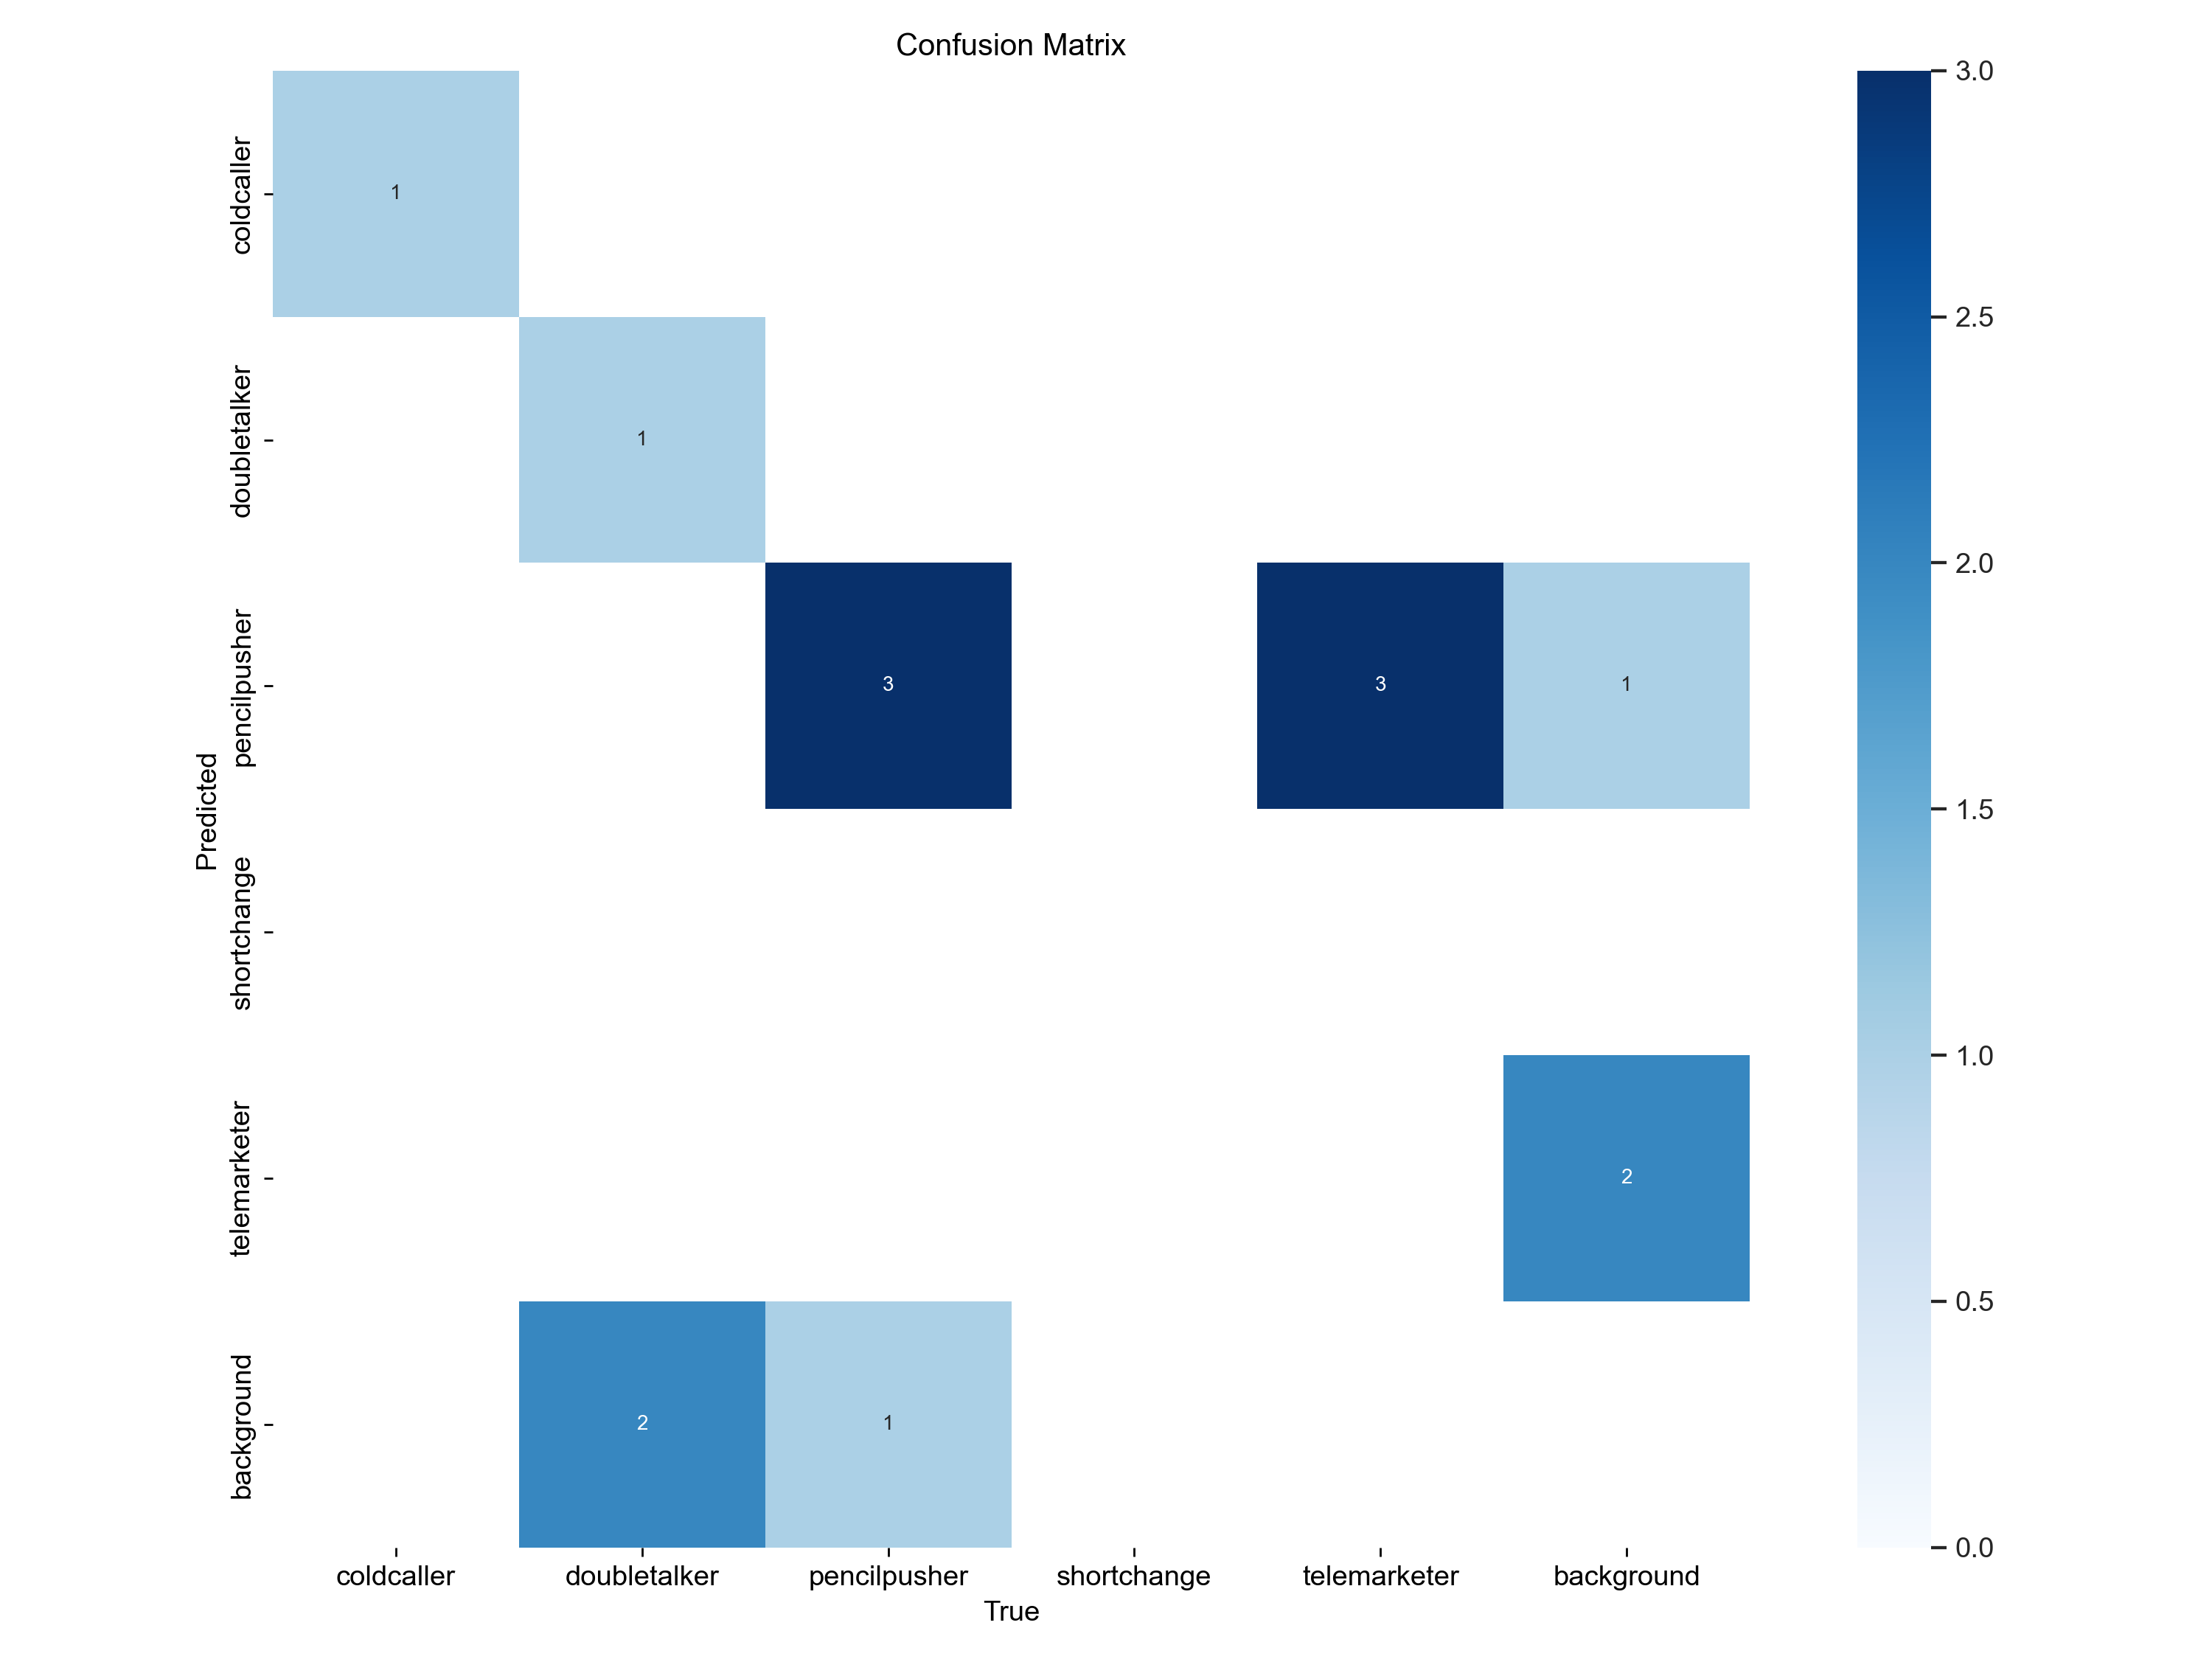 Confusion Matrix
coldcaller
doubletalker
pencilpusher
shortchange
telemarketer
background
Predicted
1
1
3 3 1
2
2 1
coldcaller doubletalker pencilpusher shortchange telemarketer background
True
3.0
2.5
2.0
1.5
1.0
0.5
0.0